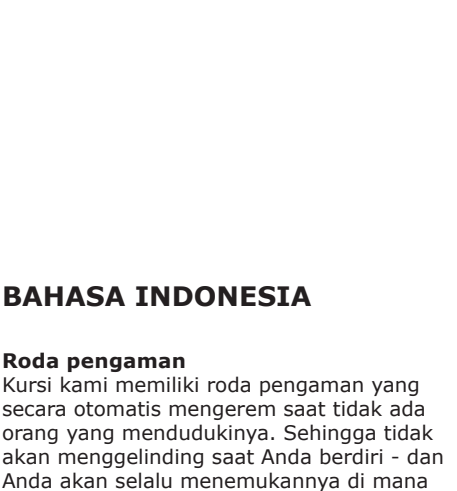 BAHASA INDONESIA
Roda pengaman
Kursi kami memiliki roda pengaman yang
secara otomatis mengerem saat tidak ada
orang yang mendudukinya. Sehingga tidak
akan menggelinding saat Anda berdiri - dan
Anda akan selalu menemukannya di mana